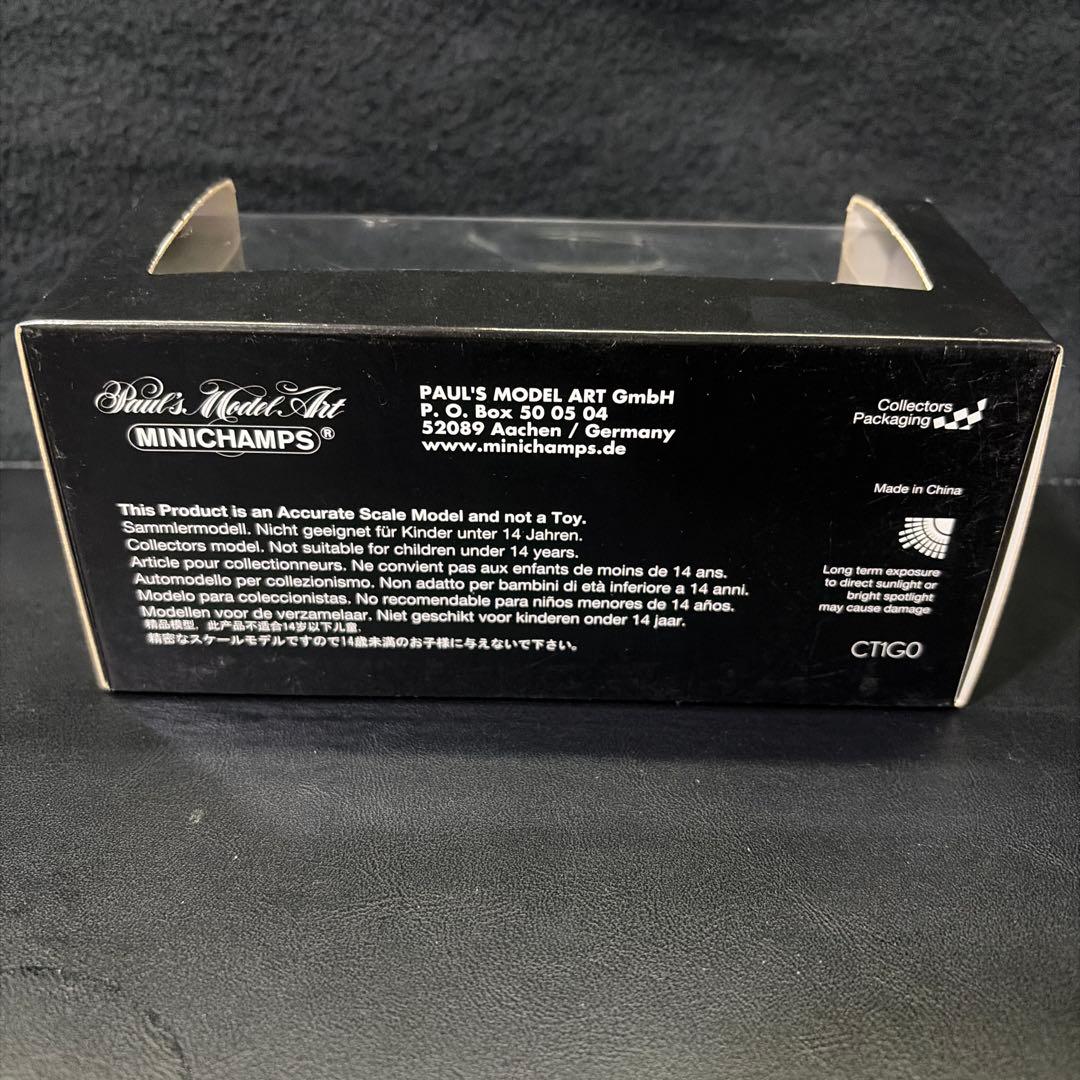 Paul's Model Art
MINICHAMPS®
PAUL'S MODEL ART GmbH
P. O. Box 50 05 04
52089 Aachen / Germany
www.minichamps.de
Collectors
Packaging
Made in China
This Product is an Accurate Scale Model and not a Toy.
Sammlermodell. Nicht geeignet für Kinder unter 14 Jahren.
Collectors model. Not suitable for children under 14 years.
Article pour collectionneurs. Ne convient pas aux enfants de moins de 14 ans.
Automodello per collezionismo. Non adatto per bambini di età inferiore a 14 anni.
Modelo para coleccionistas. No recomendable para niños menores de 14 años.
Modellen voor de verzamelaar. Niet geschikt voor kinderen onder 14 jaar.
精品模型，此产品不适合14岁以下儿童.
精密なスケールモデルですので14歳未満のお子様に与えないで下さい。
Long term exposure
to direct sunlight or
bright spotlight
may cause damage
CT1G0